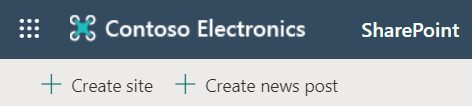 Contoso Electronics SharePoint
+ Create site + Create news post